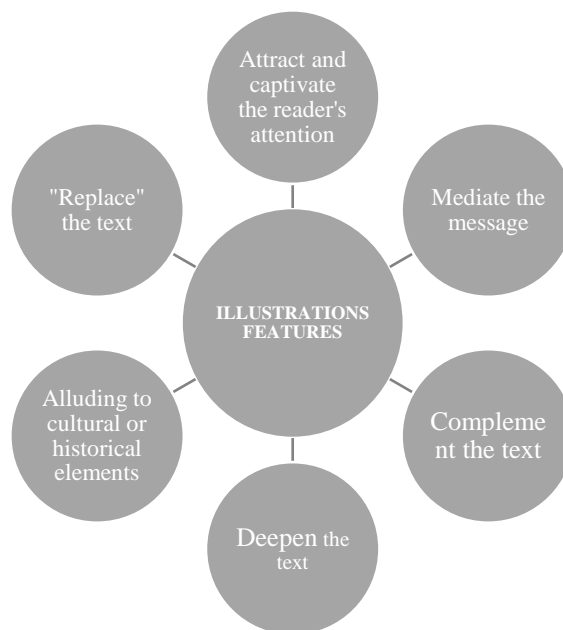 Attract and
captivate
the reader's
attention
"Replace"
the text
Mediate the
message
ILLUSTRATIONS
FEATURES
Alluding to
cultural or
historical
elements
Compleme
nt the text
Deepen the
text